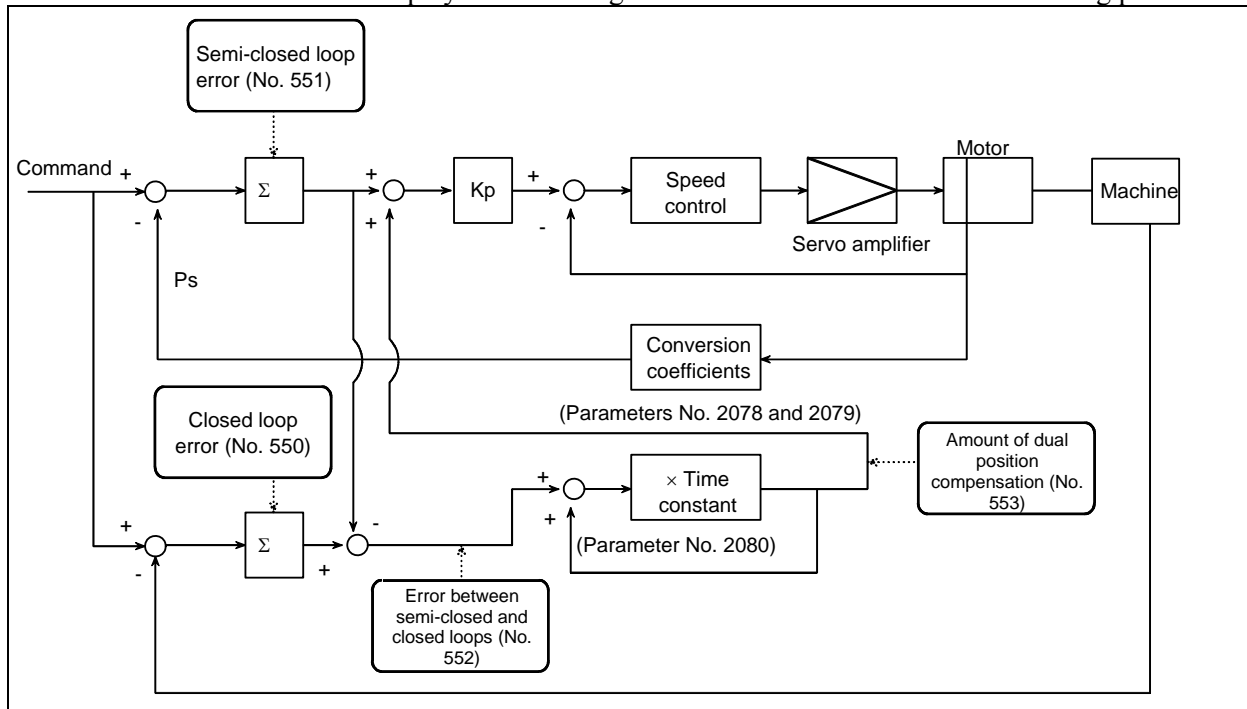 Semi-closed loop
error (No. 551)
Command
+
-
Σ
+
+
Kp
+
-
Speed
control
Servo amplifier
Motor
Machine
Ps
Conversion
coefficients
(Parameters No. 2078 and 2079)
Closed loop
error (No. 550)
Amount of dual
position
compensation (No.
553)
+
-
Σ
+
-
+
+
× Time
constant
(Parameter No. 2080)
Error between
semi-closed and
closed loops (No.
552)